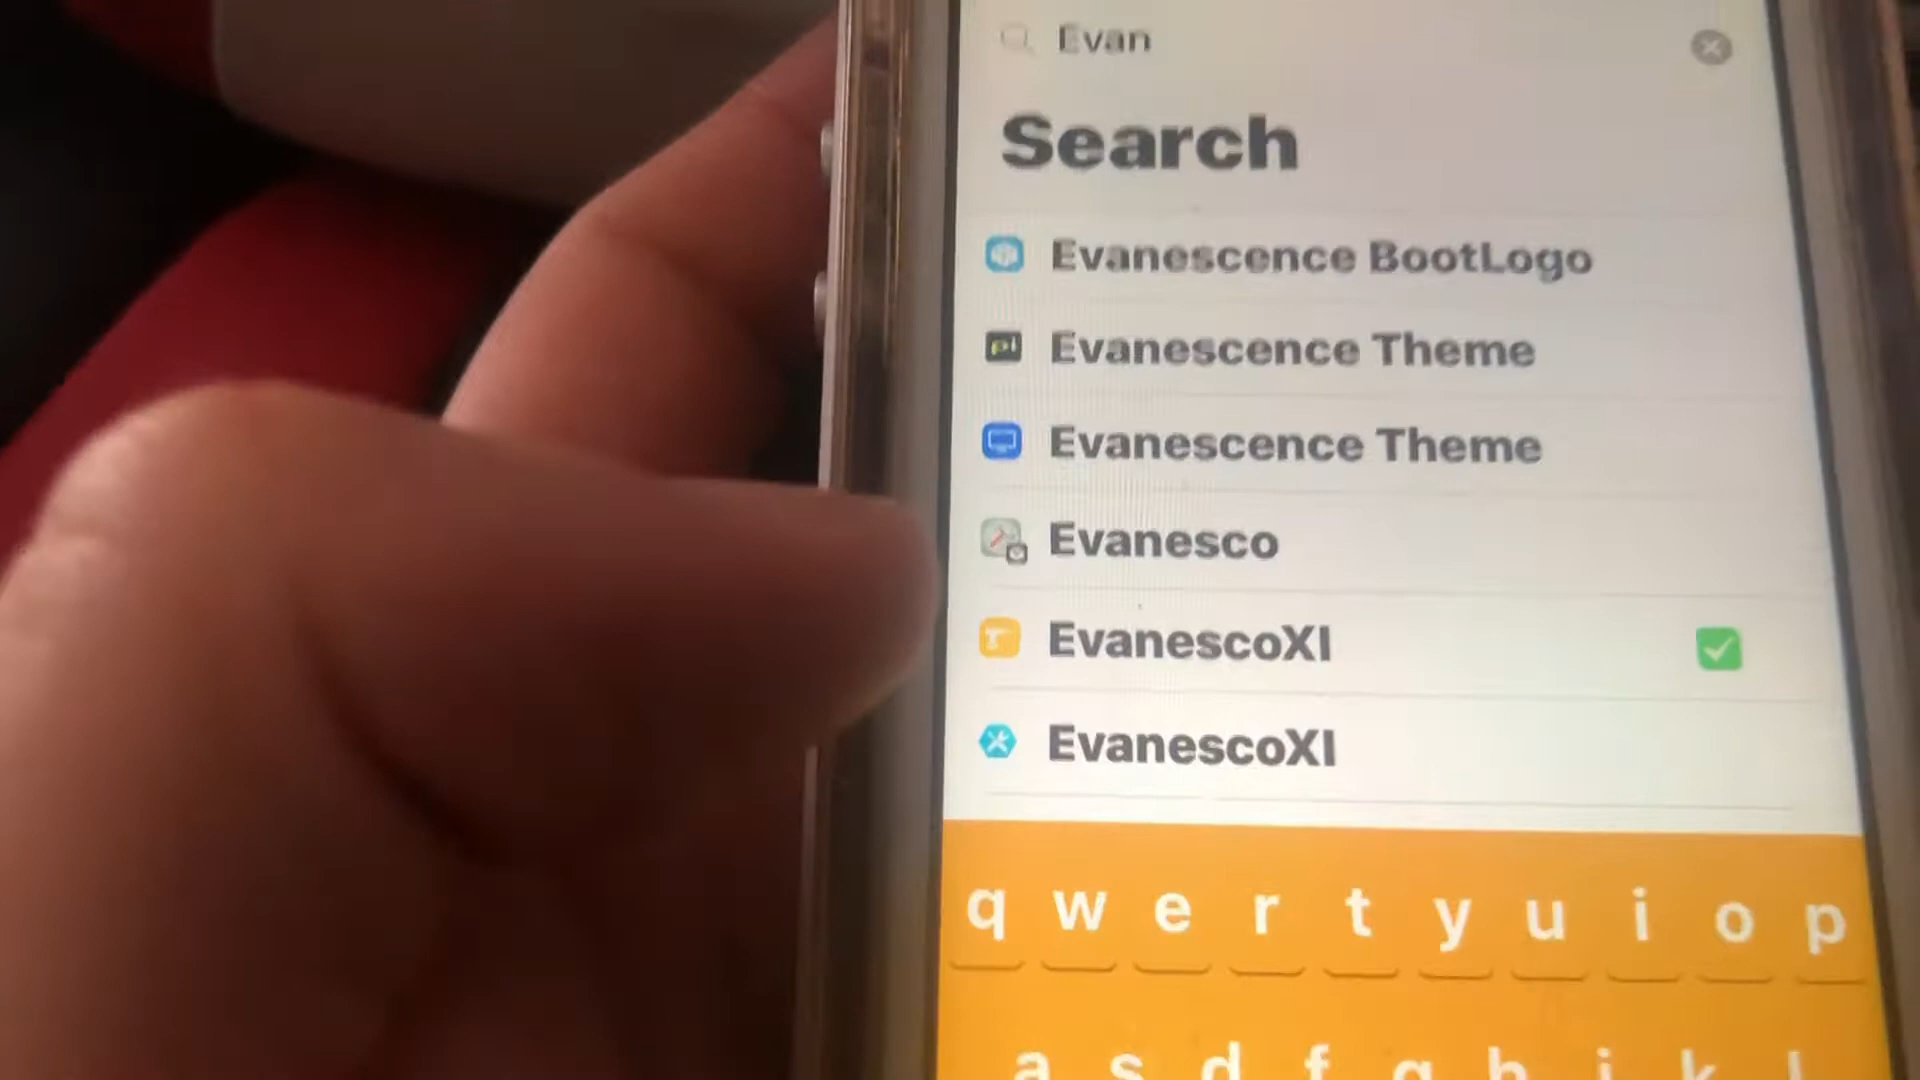 Evan
Search
Evanescence BootLogo
Evanescence Theme
Evanescence Theme
Evanesco
EvanescoXI
EvanescoXI
q w e r t y u i o p
a s d f g h j k l